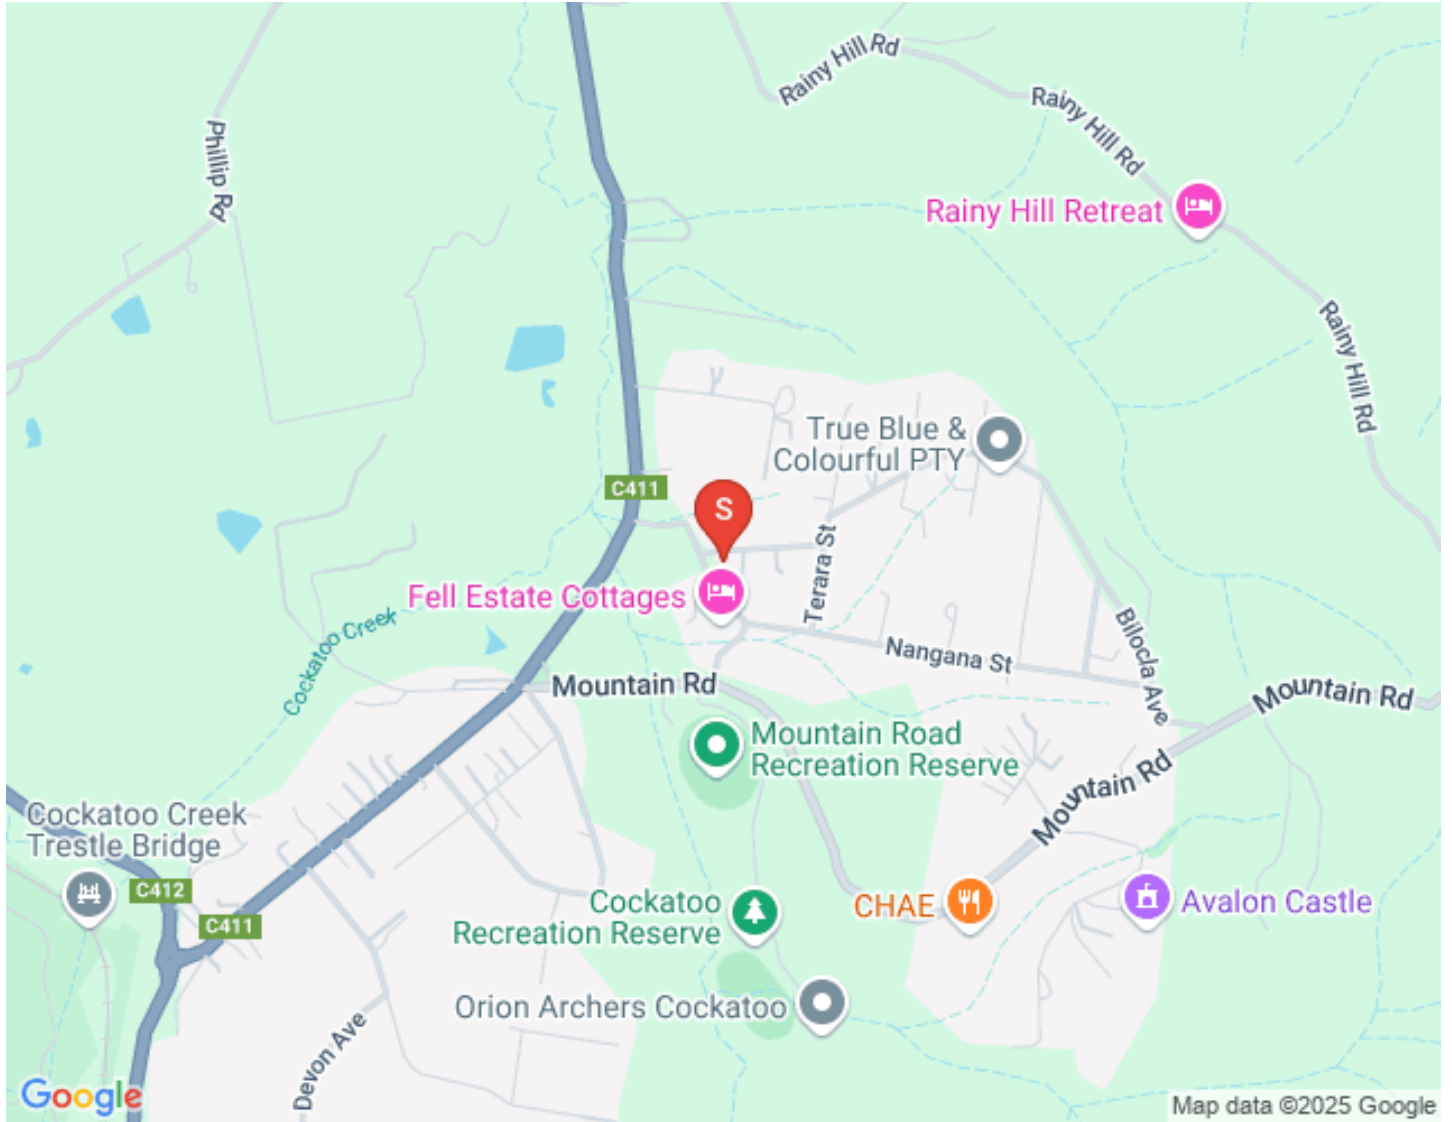 Rainy Hill Rd
Rainy Hill Rd
Phillip Rd
Rainy Hill Retreat
Rainy Hill Rd
True Blue &
Colourful PTY
C411
S
Terara St
Fell Estate Cottages
Cockatoo Creek
Nangana St
Bilocla Ave
Mountain Rd
Mountain Rd
Mountain Road
Recreation Reserve
Mountain Rd
Cockatoo Creek
Trestle Bridge
C412
C411
Cockatoo
Recreation Reserve
CHAE
Avalon Castle
Orion Archers Cockatoo
Devon Ave
Google
Map data ©2025 Google